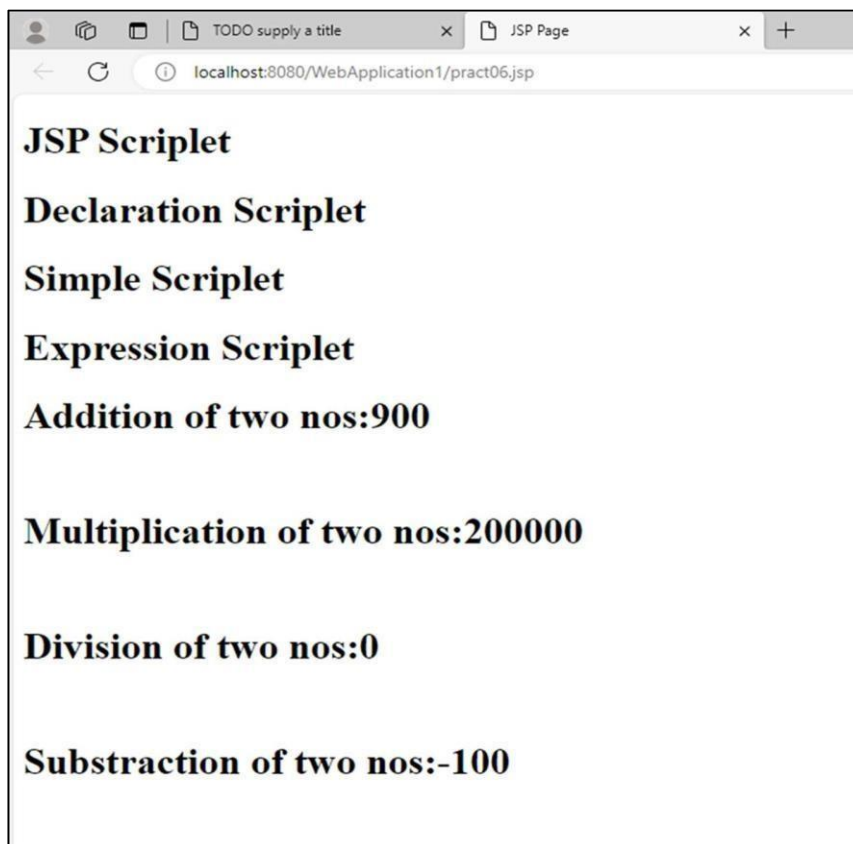 TODO supply a title
JSP Page
localhost:8080/WebApplication1/pract06.jsp
JSP Scriplet
Declaration Scriplet
Simple Scriplet
Expression Scriplet
Addition of two nos:900
Multiplication of two nos:200000
Division of two nos:0
Substraction of two nos:-100